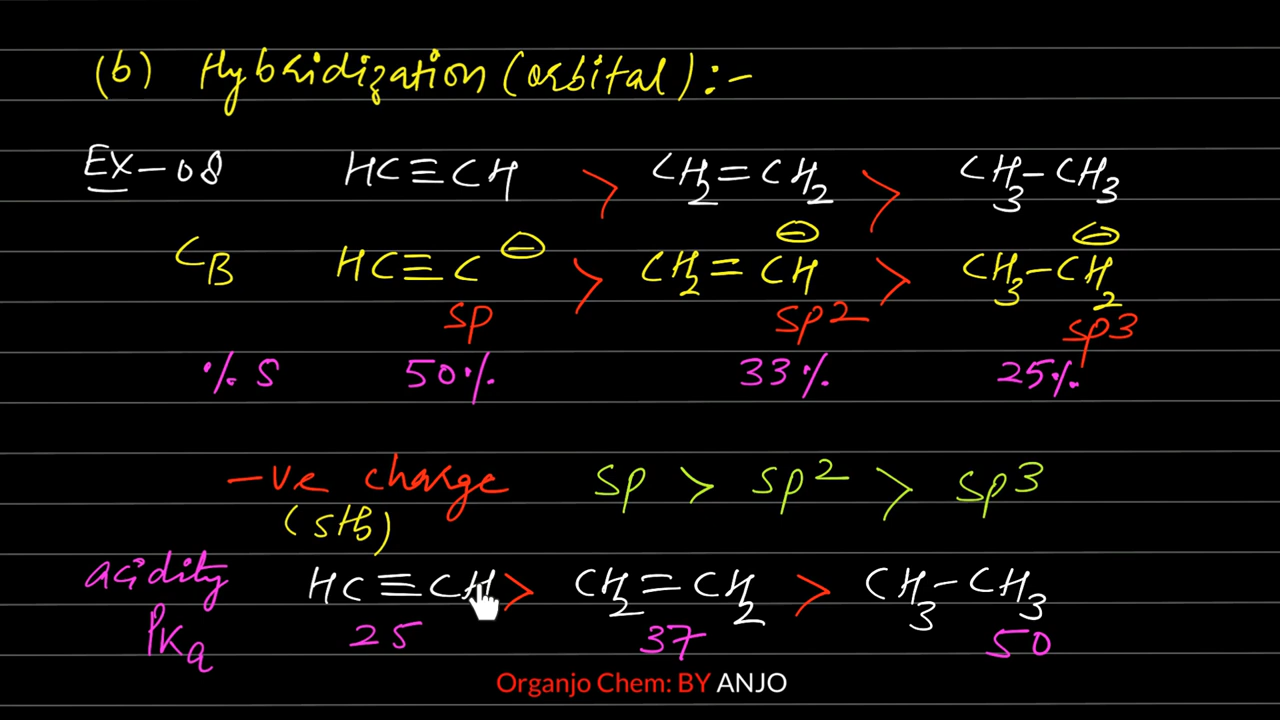 (b) Hybridization (orbital) :-
Ex-08 HC≡CH > CH2=CH2 > CH3-CH3
CB HC≡C⊖ > CH2=CH⊖ > CH3-CH2⊖
sp sp2 sp3
% S 50% 33% 25%
-ve charge sp > sp2 > sp3
(stb)
acidity HC≡CH > CH2=CH2 > CH3-CH3
PKa 25 37 50
Organjo Chem: BY ANJO